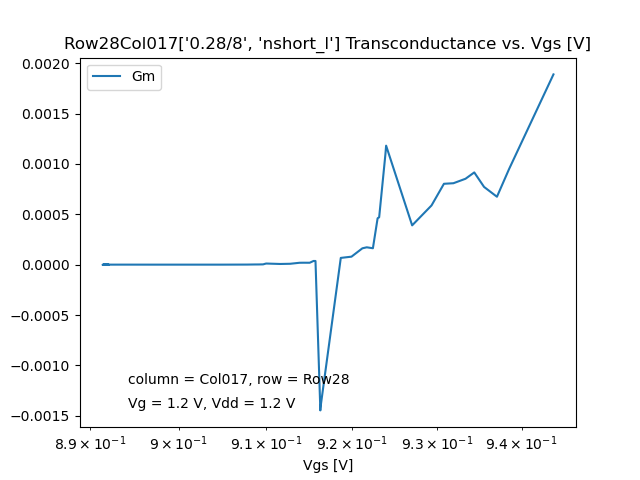 Row28Col017['0.28/8', 'nshort_l'] Transconductance vs. Vgs [V]
Gm
0.0020
0.0015
0.0010
0.0005
0.0000
−0.0005
−0.0010
−0.0015
column = Col017, row = Row28
Vg = 1.2 V, Vdd = 1.2 V
8.9 × 10⁻¹ 9 × 10⁻¹ 9.1 × 10⁻¹ 9.2 × 10⁻¹ 9.3 × 10⁻¹ 9.4 × 10⁻¹
Vgs [V]